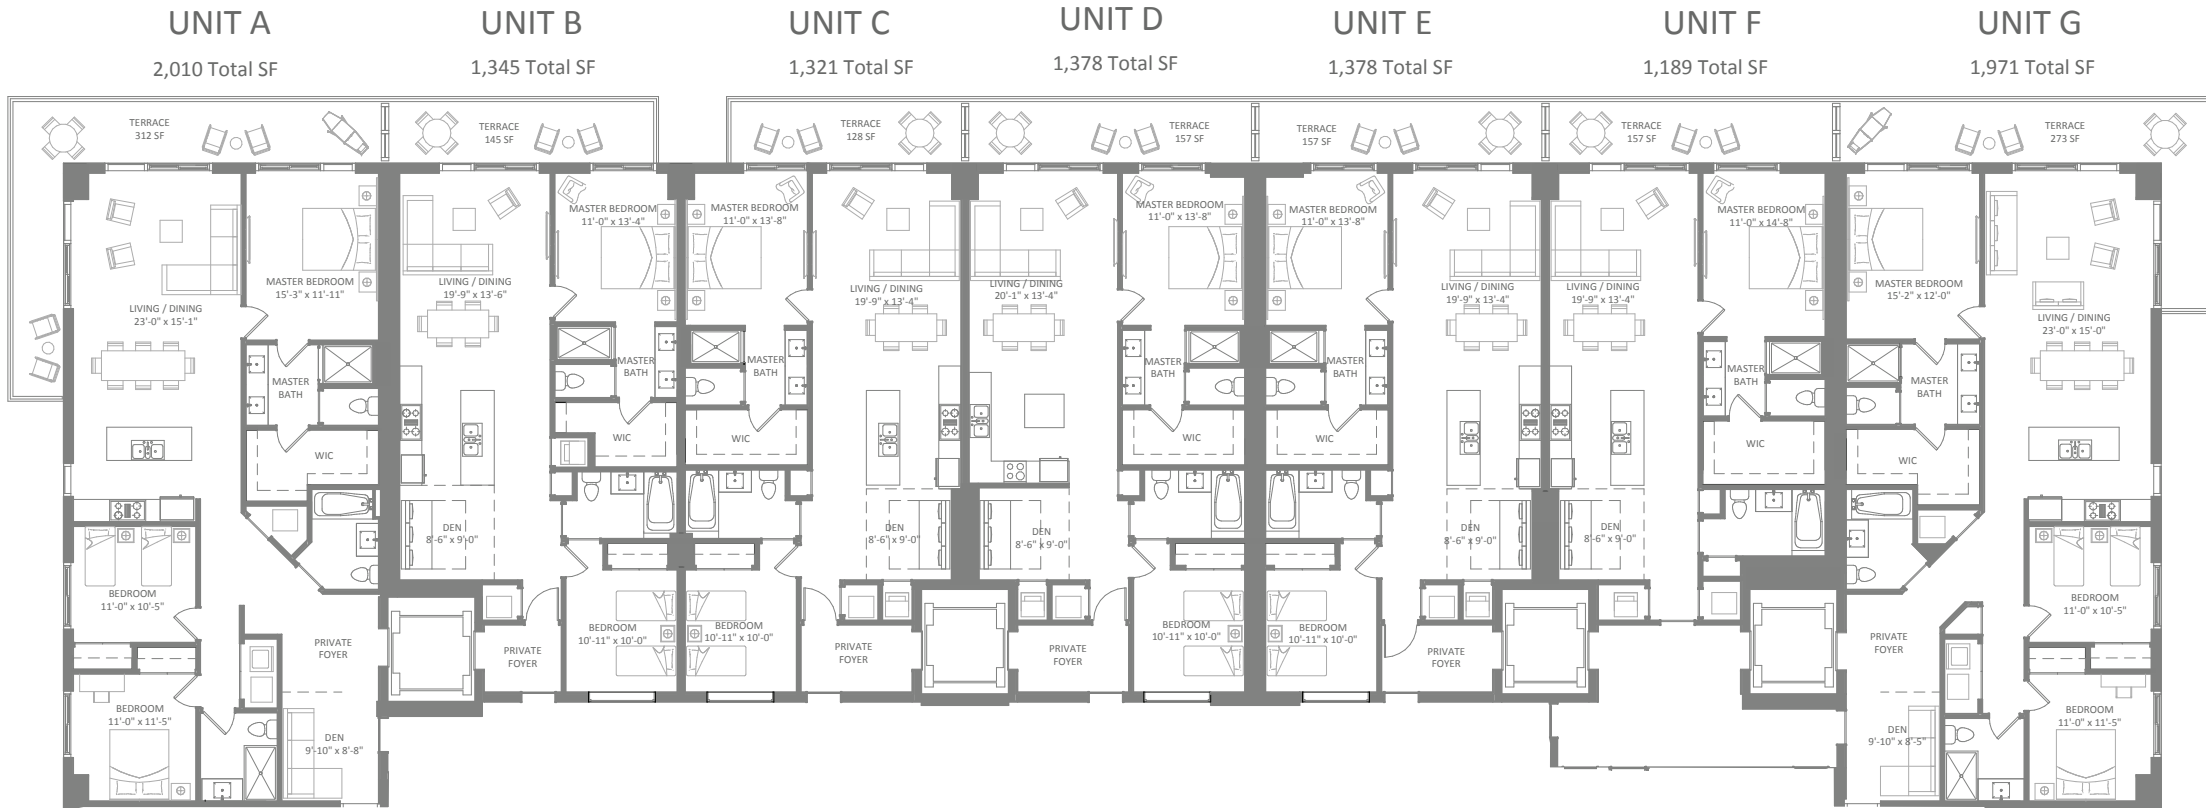 UNIT A
2,010 Total SF
UNIT B
1,345 Total SF
UNIT C
1,321 Total SF
UNIT D
1,378 Total SF
UNIT E
1,378 Total SF
UNIT F
1,189 Total SF
UNIT G
1,971 Total SF
TERRACE
312 SF
TERRACE
145 SF
TERRACE
128 SF
TERRACE
157 SF
TERRACE
157 SF
TERRACE
157 SF
TERRACE
273 SF
LIVING / DINING
23'-0" x 15'-1"
MASTER BEDROOM
15'-3" x 11'-11"
MASTER
BATH
WIC
BEDROOM
11'-0" x 10'-5"
PRIVATE
FOYER
BEDROOM
11'-0" x 11'-5"
DEN
9'-10" x 8'-8"
LIVING / DINING
19'-9" x 13'-6"
MASTER BEDROOM
11'-0" x 13'-4"
MASTER
BATH
WIC
DEN
8'-6" x 9'-0"
PRIVATE
FOYER
BEDROOM
10'-11" x 10'-0"
MASTER BEDROOM
11'-0" x 13'-8"
LIVING / DINING
19'-9" x 13'-4"
MASTER
BATH
WIC
DEN
8'-6" x 9'-0"
BEDROOM
10'-11" x 10'-0"
PRIVATE
FOYER
LIVING / DINING
20'-1" x 13'-4"
MASTER BEDROOM
11'-0" x 13'-8"
MASTER
BATH
WIC
DEN
8'-6" x 9'-0"
PRIVATE
FOYER
BEDROOM
10'-11" x 10'-0"
MASTER BEDROOM
11'-0" x 13'-8"
LIVING / DINING
19'-9" x 13'-4"
MASTER
BATH
WIC
DEN
8'-6" x 9'-0"
BEDROOM
10'-11" x 10'-0"
PRIVATE
FOYER
LIVING / DINING
19'-9" x 13'-4"
MASTER BEDROOM
11'-0" x 14'-8"
MASTER
BATH
WIC
DEN
8'-6" x 9'-0"
MASTER BEDROOM
15'-2" x 12'-0"
LIVING / DINING
23'-0" x 15'-0"
MASTER
BATH
WIC
BEDROOM
11'-0" x 10'-5"
PRIVATE
FOYER
BEDROOM
11'-0" x 11'-5"
DEN
9'-10" x 8'-5"